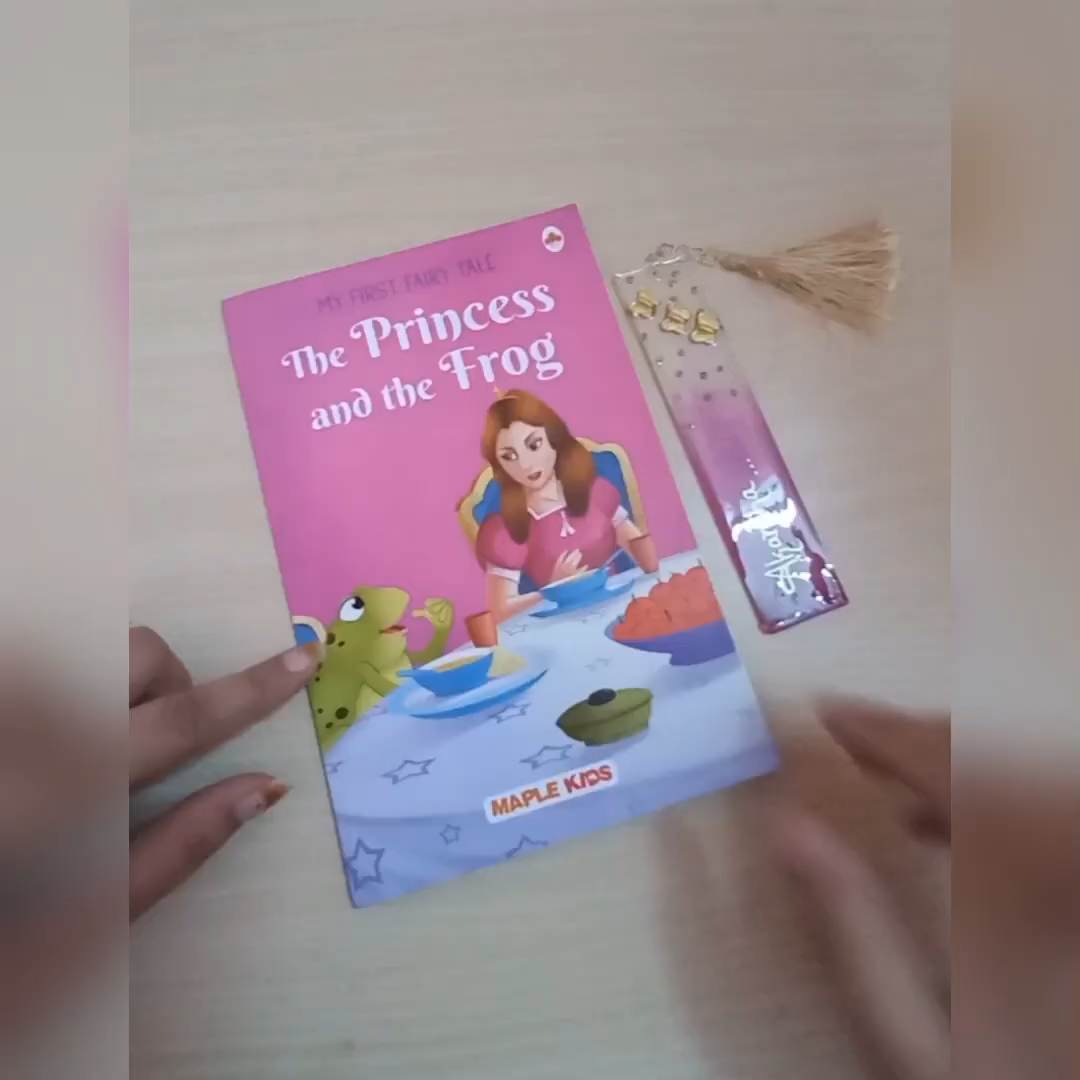 MY FIRST FAIRY TALE
The Princess
and the Frog
MAPLE KIDS